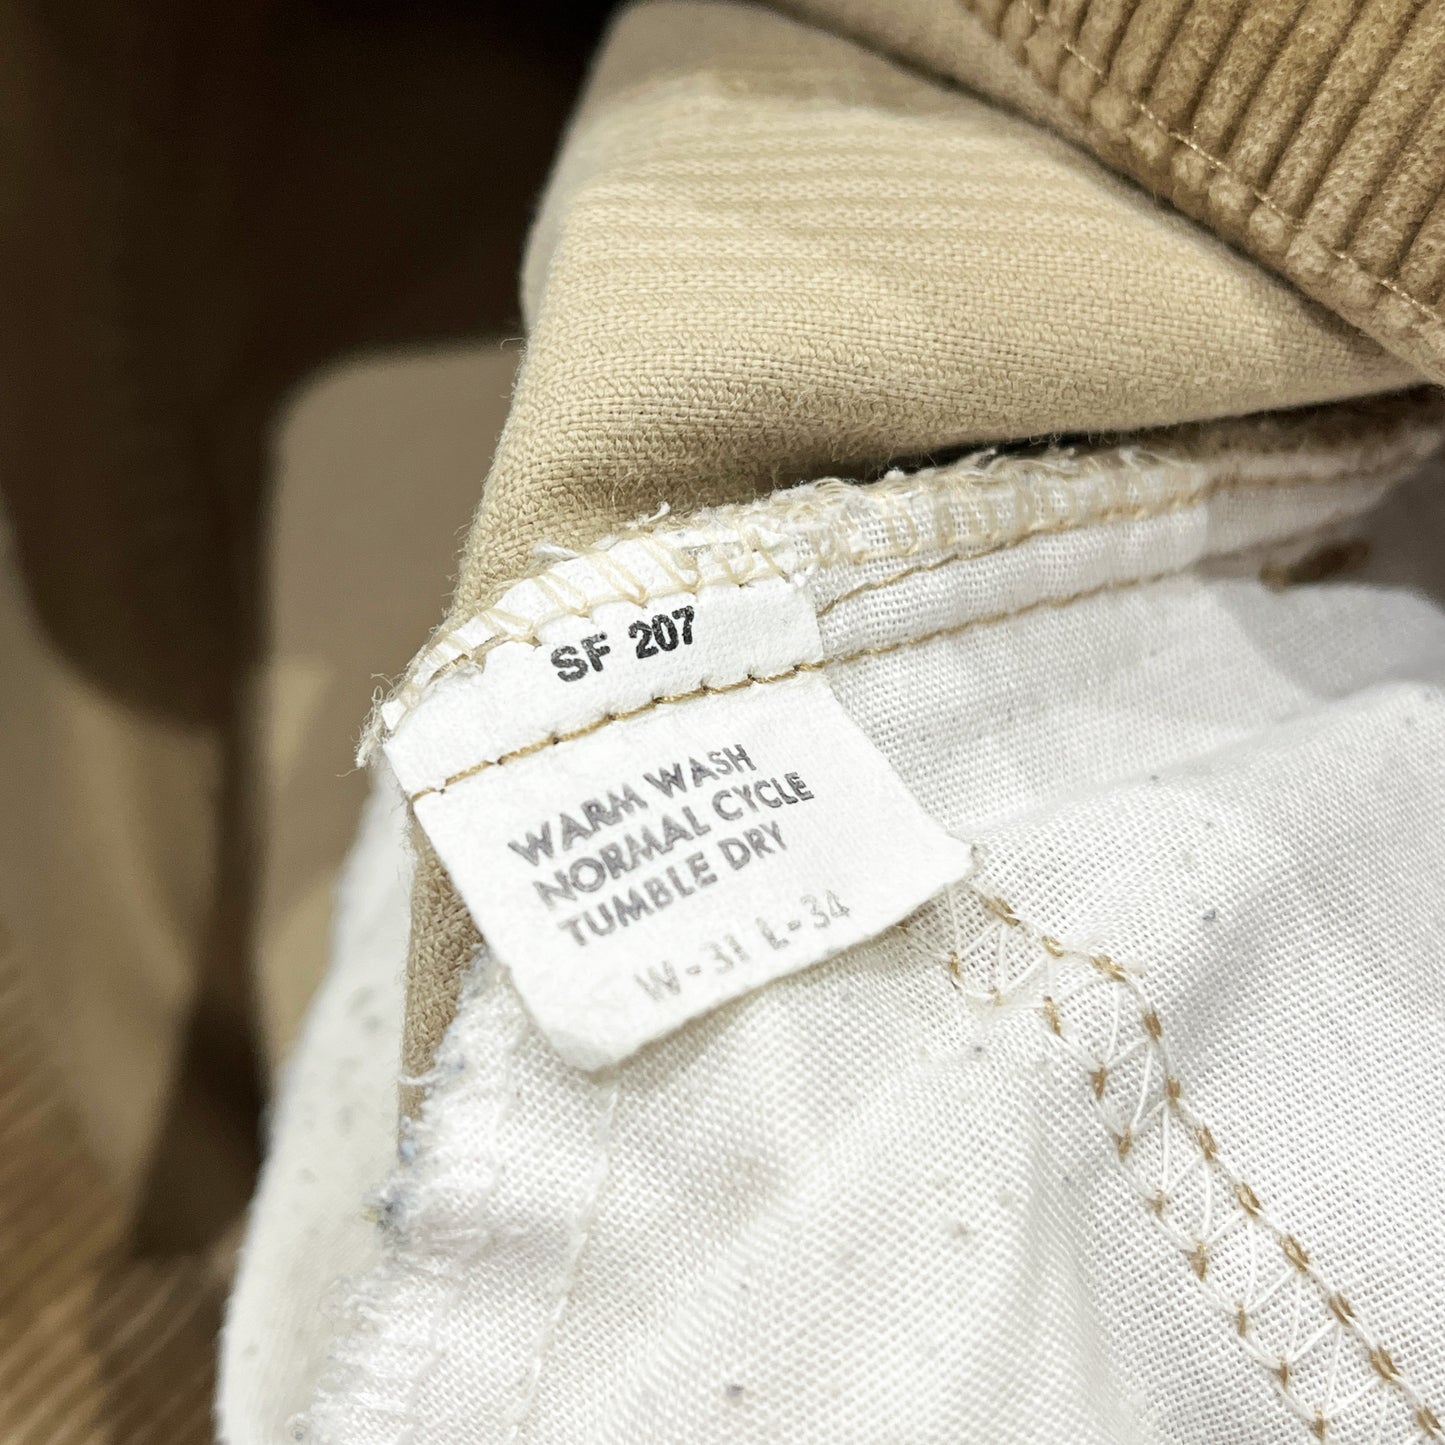 SF 207
WARM WASH
NORMAL CYCLE
TUMBLE DRY
W-31 L-34